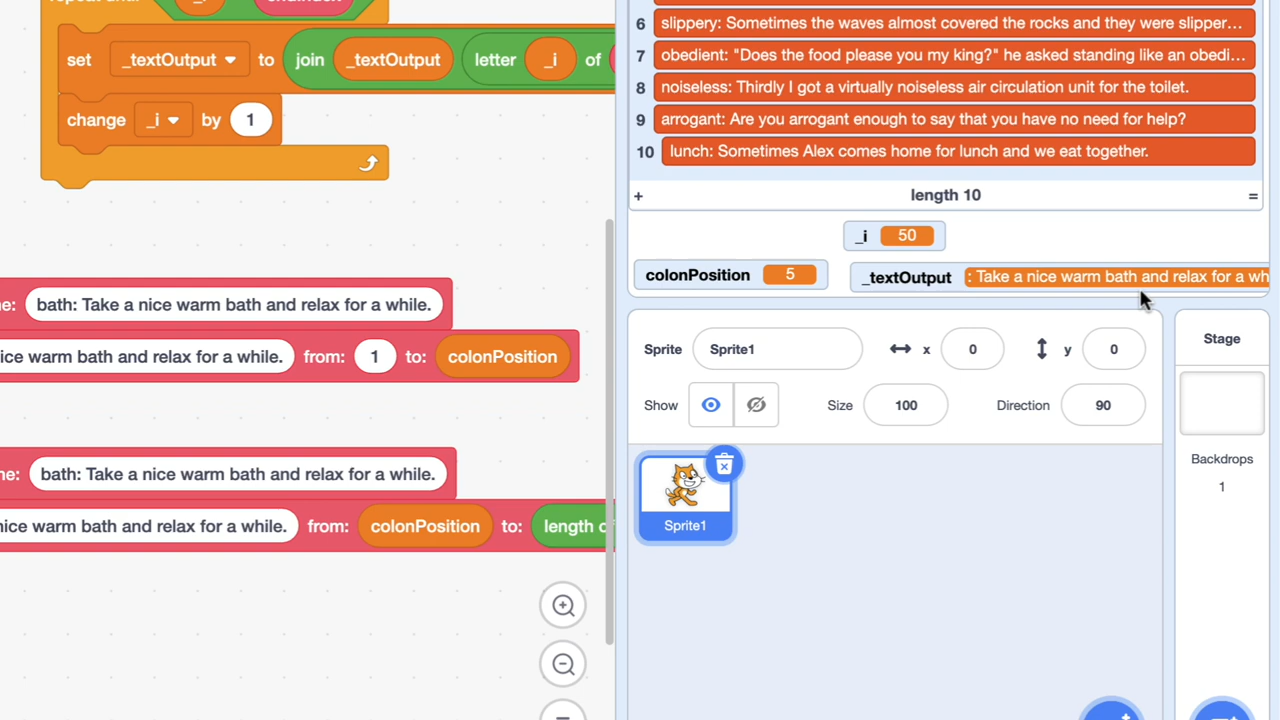 set _textOutput to join _textOutput letter _i of
change _i by 1
ne: bath: Take a nice warm bath and relax for a while.
ice warm bath and relax for a while. from: 1 to: colonPosition
ne: bath: Take a nice warm bath and relax for a while.
nice warm bath and relax for a while. from: colonPosition to: length o
6 slippery: Sometimes the waves almost covered the rocks and they were slipper...
7 obedient: "Does the food please you my king?" he asked standing like an obedi...
8 noiseless: Thirdly I got a virtually noiseless air circulation unit for the toilet.
9 arrogant: Are you arrogant enough to say that you have no need for help?
10 lunch: Sometimes Alex comes home for lunch and we eat together.
+ length 10 =
_i 50
colonPosition 5 _textOutput : Take a nice warm bath and relax for a wh
Sprite Sprite1 x 0 y 0
Show Size 100 Direction 90
Sprite1
Stage
Backdrops
1